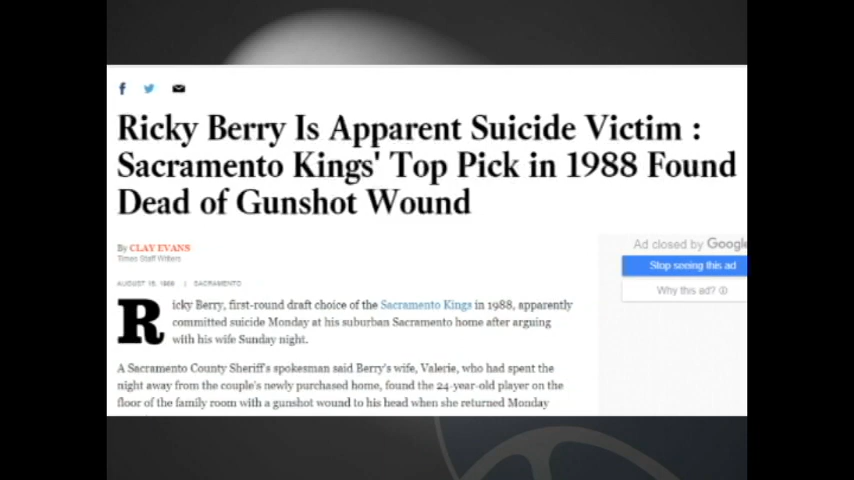 Ricky Berry Is Apparent Suicide Victim :
Sacramento Kings' Top Pick in 1988 Found
Dead of Gunshot Wound
By CLAY EVANS
Times Staff Writers
SACRAMENTO
Ad closed by Google
Stop seeing this ad
Why this ad?
Ricky Berry, first-round draft choice of the Sacramento Kings in 1988, apparently
committed suicide Monday at his suburban Sacramento home after arguing
with his wife Sunday night.
A Sacramento County Sheriff's spokesman said Berry's wife, Valerie, who had spent the
night away from the couple's newly purchased home, found the 24-year-old player on the
floor of the family room with a gunshot wound to his head when she returned Monday